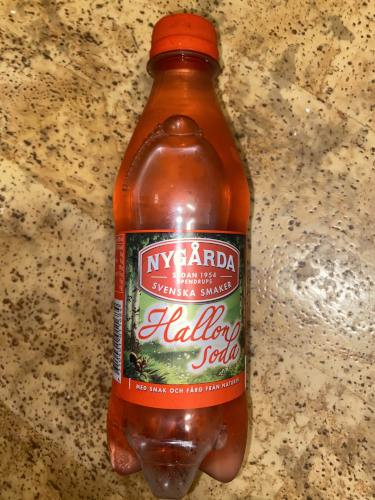 NYGÅRDA
SEDAN 1954
SPENDRUPS
SVENSKA SMAKER
Hallon
soda
MED SMAK OCH FÄRG FRÅN NATUREN